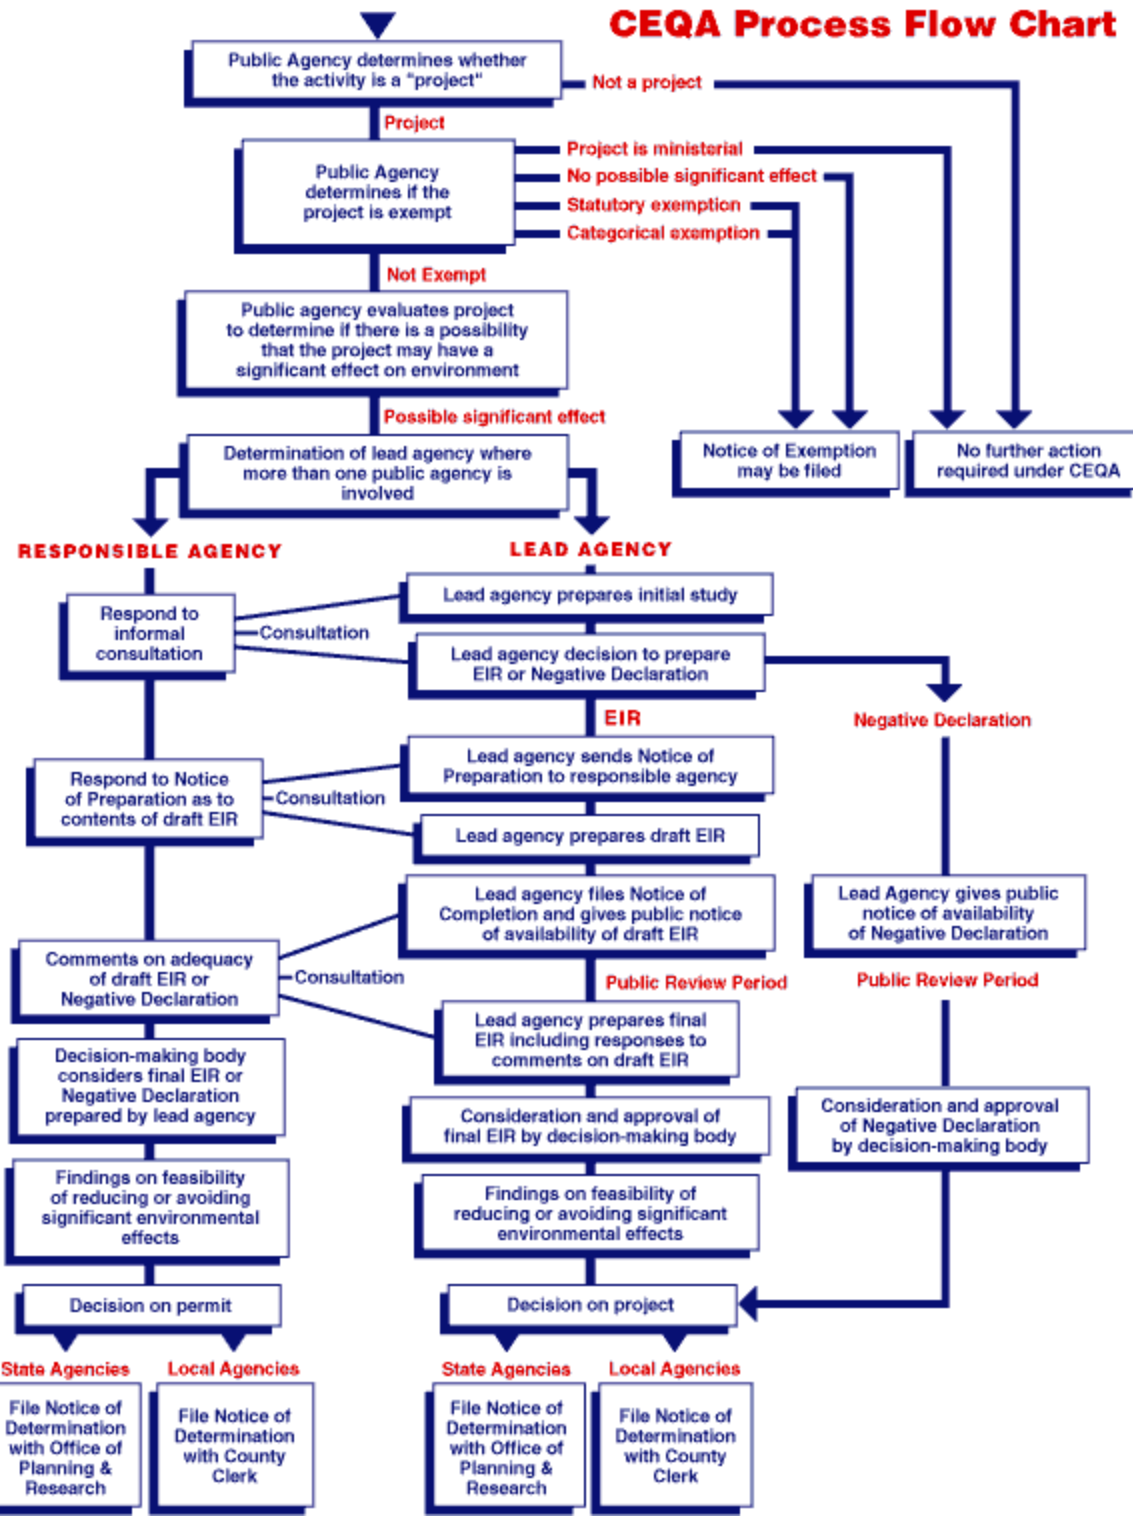 CEQA Process Flow Chart
Public Agency determines whether
the activity is a "project"
Not a project
Project
Public Agency
determines if the
project is exempt
Project is ministerial
No possible significant effect
Statutory exemption
Categorical exemption
Not Exempt
Public agency evaluates project
to determine if there is a possibility
that the project may have a
significant effect on environment
Possible significant effect
Determination of lead agency where
more than one public agency is
involved
Notice of Exemption
may be filed
No further action
required under CEQA
RESPONSIBLE AGENCY
LEAD AGENCY
Respond to
informal
consultation
Consultation
Lead agency prepares initial study
Lead agency decision to prepare
EIR or Negative Declaration
EIR
Negative Declaration
Respond to Notice
of Preparation as to
contents of draft EIR
Consultation
Lead agency sends Notice of
Preparation to responsible agency
Lead agency prepares draft EIR
Lead agency files Notice of
Completion and gives public notice
of availability of draft EIR
Lead Agency gives public
notice of availability
of Negative Declaration
Comments on adequacy
of draft EIR or
Negative Declaration
Consultation
Public Review Period
Public Review Period
Lead agency prepares final
EIR including responses to
comments on draft EIR
Decision-making body
considers final EIR or
Negative Declaration
prepared by lead agency
Consideration and approval of
final EIR by decision-making body
Consideration and approval
of Negative Declaration
by decision-making body
Findings on feasibility
of reducing or avoiding
significant environmental
effects
Findings on feasibility of
reducing or avoiding significant
environmental effects
Decision on permit
Decision on project
State Agencies
Local Agencies
State Agencies
Local Agencies
File Notice of
Determination
with Office of
Planning &
Research
File Notice of
Determination
with County
Clerk
File Notice of
Determination
with Office of
Planning &
Research
File Notice of
Determination
with County
Clerk